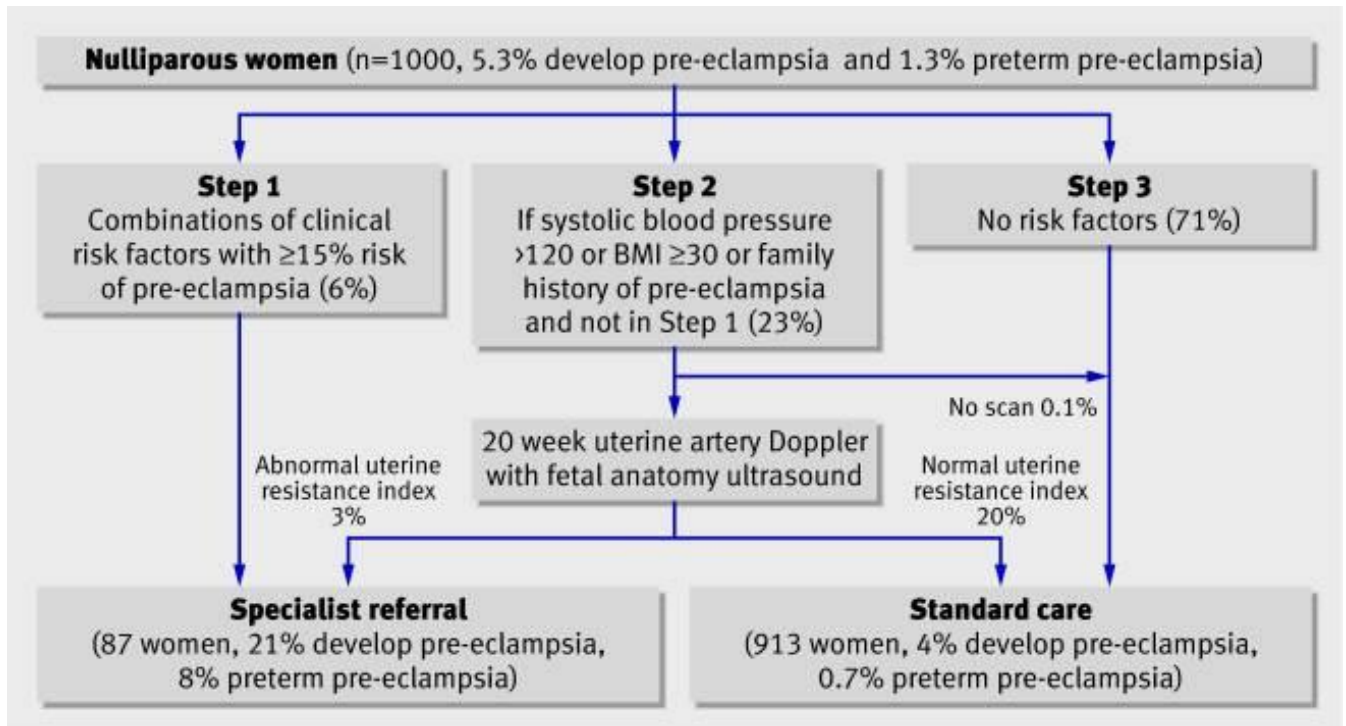 Nulliparous women (n=1000, 5.3% develop pre-eclampsia and 1.3% preterm pre-eclampsia)
Step 1
Combinations of clinical
risk factors with ≥15% risk
of pre-eclampsia (6%)
Step 2
If systolic blood pressure
>120 or BMI ≥30 or family
history of pre-eclampsia
and not in Step 1 (23%)
Step 3
No risk factors (71%)
No scan 0.1%
20 week uterine artery Doppler
with fetal anatomy ultrasound
Abnormal uterine
resistance index
3%
Normal uterine
resistance index
20%
Specialist referral
(87 women, 21% develop pre-eclampsia,
8% preterm pre-eclampsia)
Standard care
(913 women, 4% develop pre-eclampsia,
0.7% preterm pre-eclampsia)